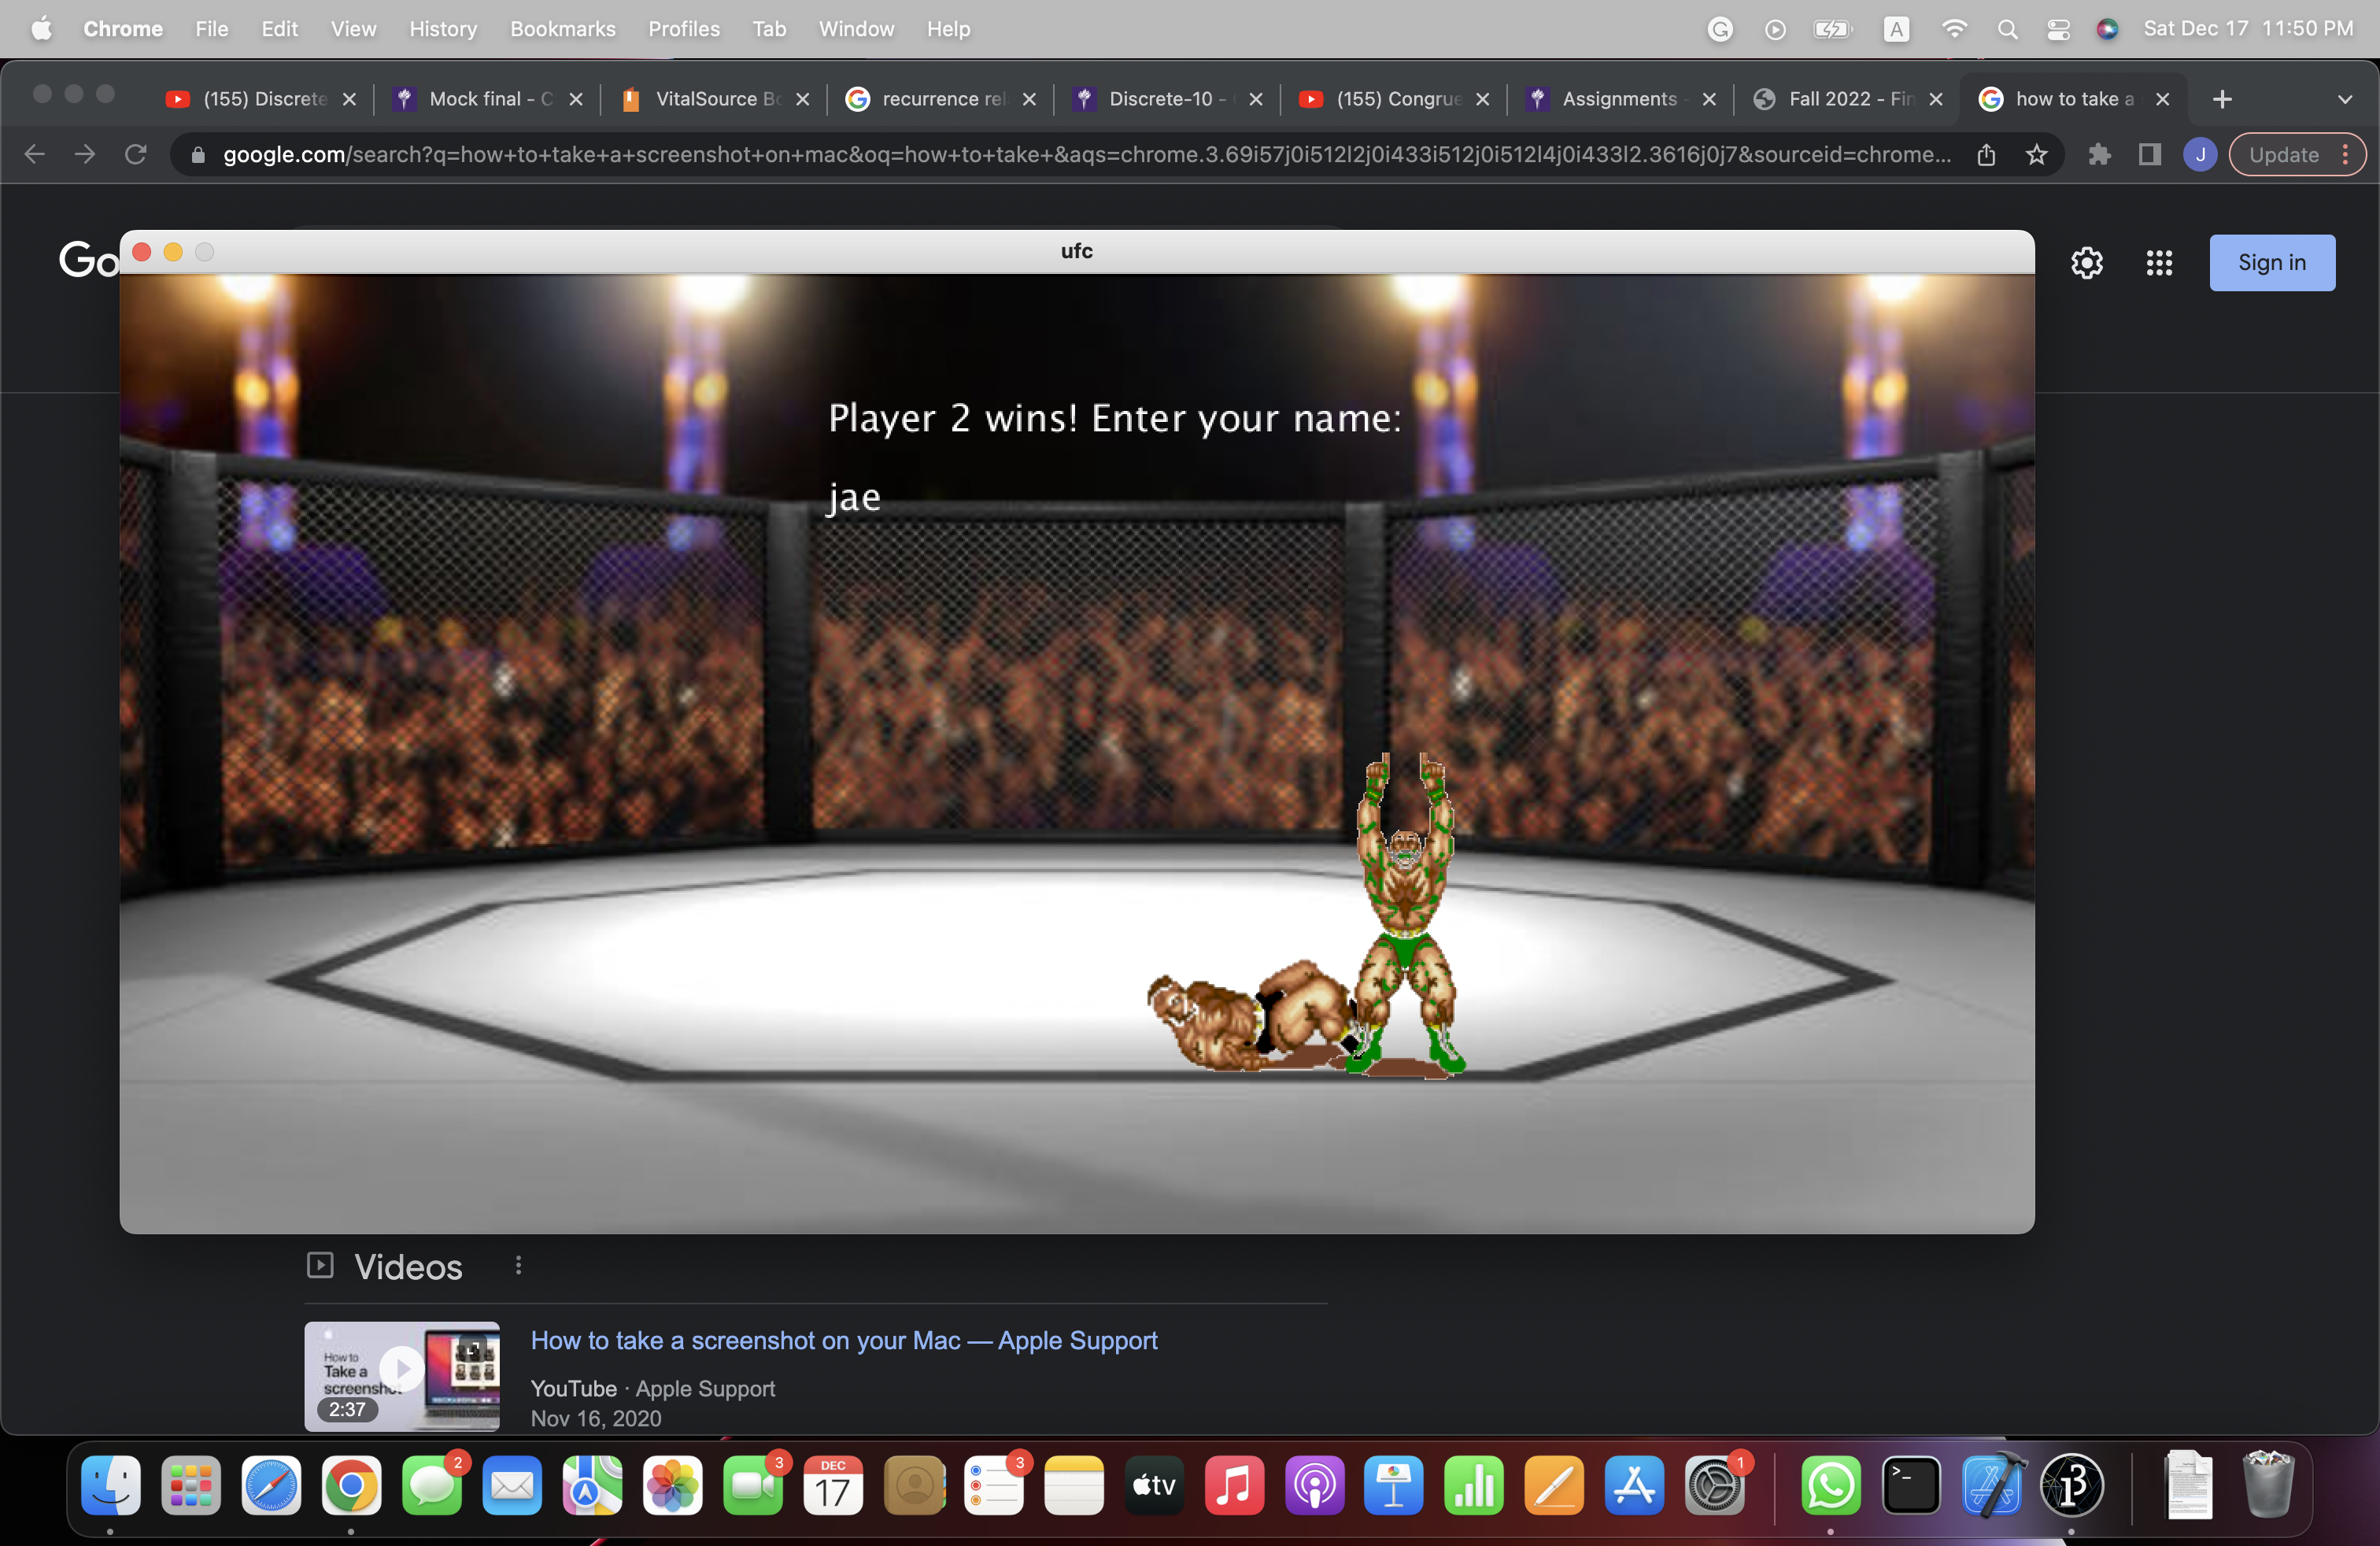 Chrome File Edit View History Bookmarks Profiles Tab Window Help A Sat Dec 17 11:50 PM
(155) Discrete Mock final - C VitalSource Bo recurrence rel Discrete-10 - (155) Congrue Assignments - Fall 2022 - Fin how to take a
google.com/search?q=how+to+take+a+screenshot+on+mac&oq=how+to+take+&aqs=chrome.3.69i57j0i512l2j0i433i512j0i512l4j0i433l2.3616j0j7&sourceid=chrome... J Update
Go
ufc
Sign in
Player 2 wins! Enter your name:
jae
Videos
How to
Take a
screenshot
2:37
How to take a screenshot on your Mac — Apple Support
YouTube · Apple Support
Nov 16, 2020
2 3 DEC 17 3 tv 1